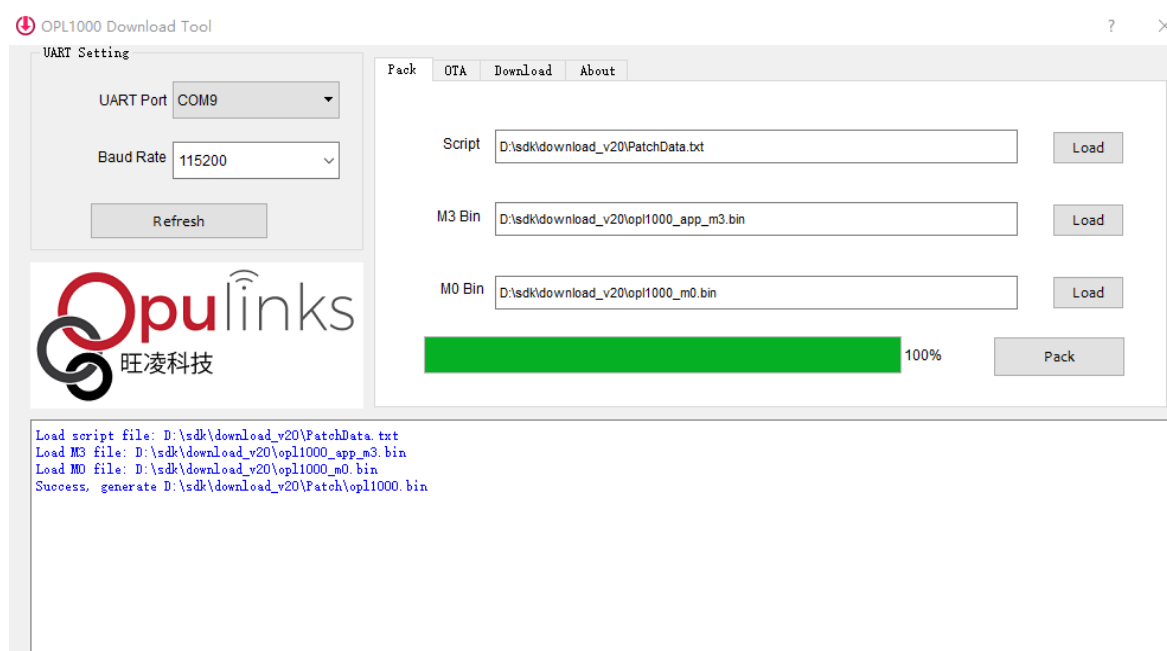 OPL1000 Download Tool
?
UART Setting
UART Port COM9
Baud Rate 115200
Refresh
Opulinks
旺凌科技
Pack OTA Download About
Script D:\sdk\download_v20\PatchData.txt Load
M3 Bin D:\sdk\download_v20\opl1000_app_m3.bin Load
M0 Bin D:\sdk\download_v20\opl1000_m0.bin Load
100% Pack
Load script file: D:\sdk\download_v20\PatchData.txt
Load M3 file: D:\sdk\download_v20\opl1000_app_m3.bin
Load M0 file: D:\sdk\download_v20\opl1000_m0.bin
Success, generate D:\sdk\download_v20\Patch\opl1000.bin